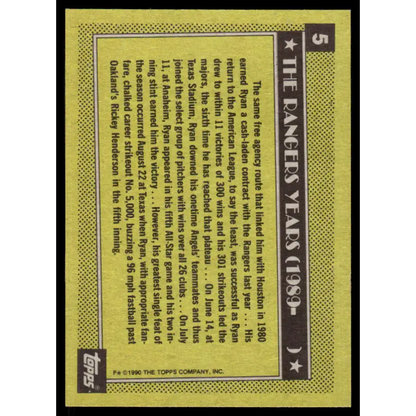 5
★ THE RANGERS YEARS (1989- ) ★
The same free agency route that linked him with Houston in 1980
earned Ryan a cash-laden contract with the Rangers last year . . . His
return to the American League, to say the least, was successful as Ryan
drew to within 11 victories of 300 wins and his 301 strikeouts led the
majors, the sixth time he has reached that plateau . . . On June 14, at
Texas Stadium, Ryan downed his onetime Angels' teammates and thus
joined the select group of pitchers with wins over all 26 clubs . . . On July
11, at Anaheim, Ryan appeared in his fifth All-Star game and his two in-
ning stint earned him the victory . . . However, his greatest single feat of
the season occurred August 22 at Texas when Ryan, with appropriate fan-
fare, chalked career strikeout No. 5,000, buzzing a 96 mph fastball past
Oakland's Rickey Henderson in the fifth inning.
F★ ©1990 THE TOPPS COMPANY, INC.
TOPPS